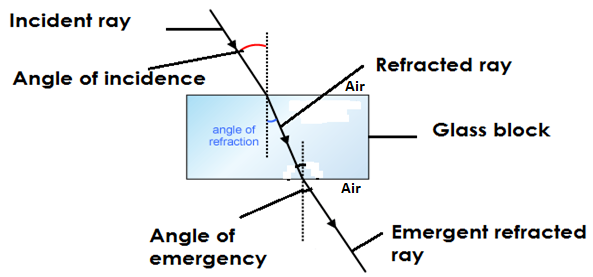 Incident ray
Angle of incidence
Refracted ray
Air
angle of
refraction
Glass block
Air
Angle of
emergency
Emergent refracted
ray